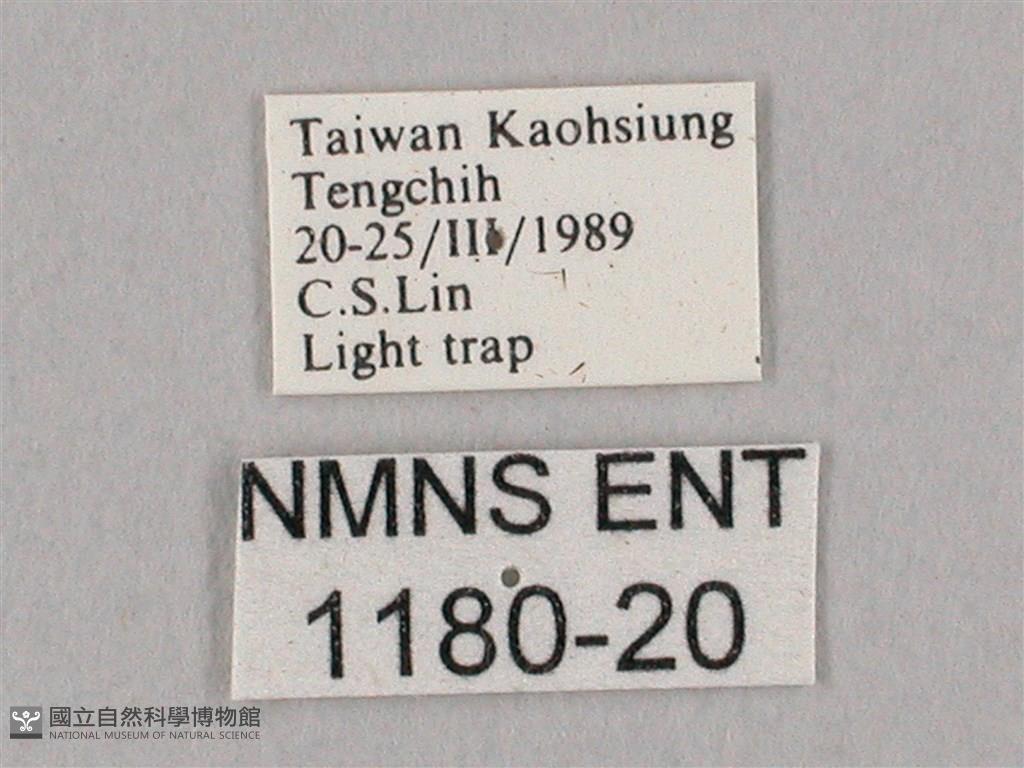 Taiwan Kaohsiung
Tengchih
20-25/III/1989
C.S.Lin
Light trap
NMNS ENT
1180-20
國立自然科學博物館
NATIONAL MUSEUM OF NATURAL SCIENCE